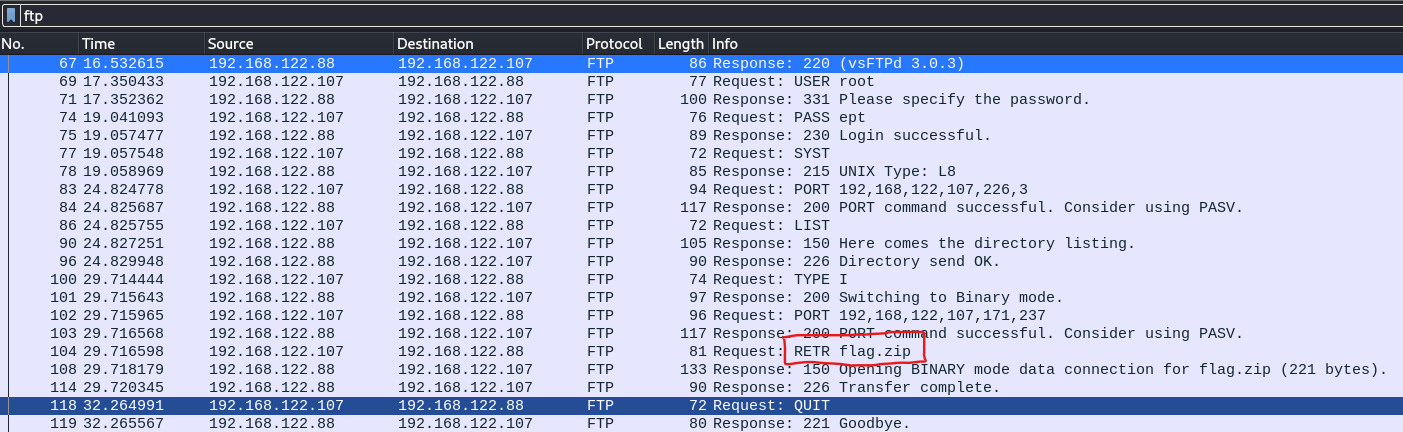 ftp
No. Time Source Destination Protocol Length Info
67 16.532615 192.168.122.88 192.168.122.107 FTP 86 Response: 220 (vsFTPd 3.0.3)
69 17.350433 192.168.122.107 192.168.122.88 FTP 77 Request: USER root
71 17.352362 192.168.122.88 192.168.122.107 FTP 100 Response: 331 Please specify the password.
74 19.041093 192.168.122.107 192.168.122.88 FTP 76 Request: PASS ept
75 19.057477 192.168.122.88 192.168.122.107 FTP 89 Response: 230 Login successful.
77 19.057548 192.168.122.107 192.168.122.88 FTP 72 Request: SYST
78 19.058969 192.168.122.88 192.168.122.107 FTP 85 Response: 215 UNIX Type: L8
83 24.824778 192.168.122.107 192.168.122.88 FTP 94 Request: PORT 192,168,122,107,226,3
84 24.825687 192.168.122.88 192.168.122.107 FTP 117 Response: 200 PORT command successful. Consider using PASV.
86 24.825755 192.168.122.107 192.168.122.88 FTP 72 Request: LIST
90 24.827251 192.168.122.88 192.168.122.107 FTP 105 Response: 150 Here comes the directory listing.
96 24.829948 192.168.122.88 192.168.122.107 FTP 90 Response: 226 Directory send OK.
100 29.714444 192.168.122.107 192.168.122.88 FTP 74 Request: TYPE I
101 29.715643 192.168.122.88 192.168.122.107 FTP 97 Response: 200 Switching to Binary mode.
102 29.715965 192.168.122.107 192.168.122.88 FTP 96 Request: PORT 192,168,122,107,171,237
103 29.716568 192.168.122.88 192.168.122.107 FTP 117 Response: 200 PORT command successful. Consider using PASV.
104 29.716598 192.168.122.107 192.168.122.88 FTP 81 Request: RETR flag.zip
108 29.718179 192.168.122.88 192.168.122.107 FTP 133 Response: 150 Opening BINARY mode data connection for flag.zip (221 bytes).
114 29.720345 192.168.122.88 192.168.122.107 FTP 90 Response: 226 Transfer complete.
118 32.264991 192.168.122.107 192.168.122.88 FTP 72 Request: QUIT
119 32.265567 192.168.122.88 192.168.122.107 FTP 80 Response: 221 Goodbye.